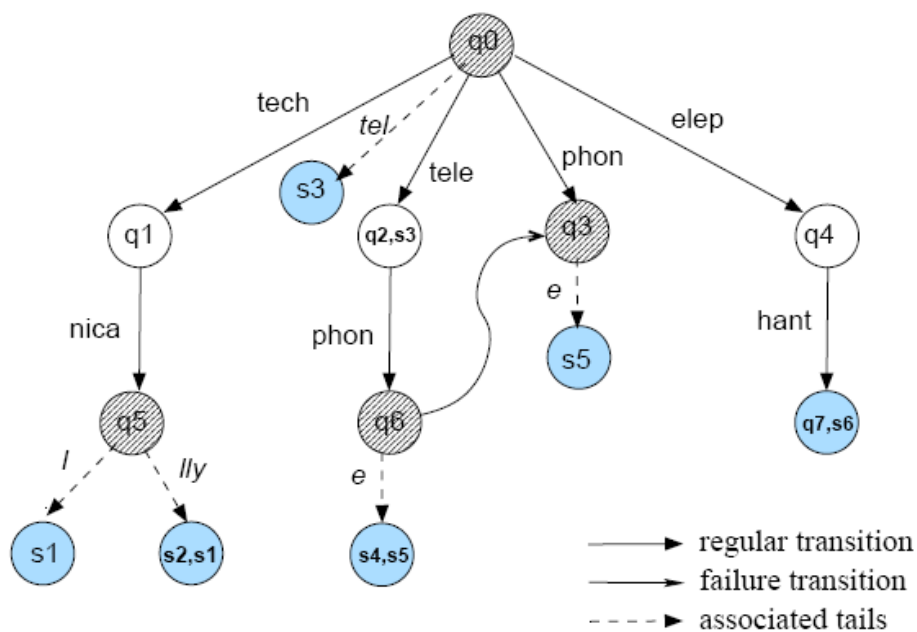 q0
tech
tel
tele
phon
elep
s3
q1
q2,s3
q3
q4
nica
phon
e
hant
s5
q5
q6
q7,s6
l
lly
e
s1
s2,s1
s4,s5
regular transition
failure transition
associated tails